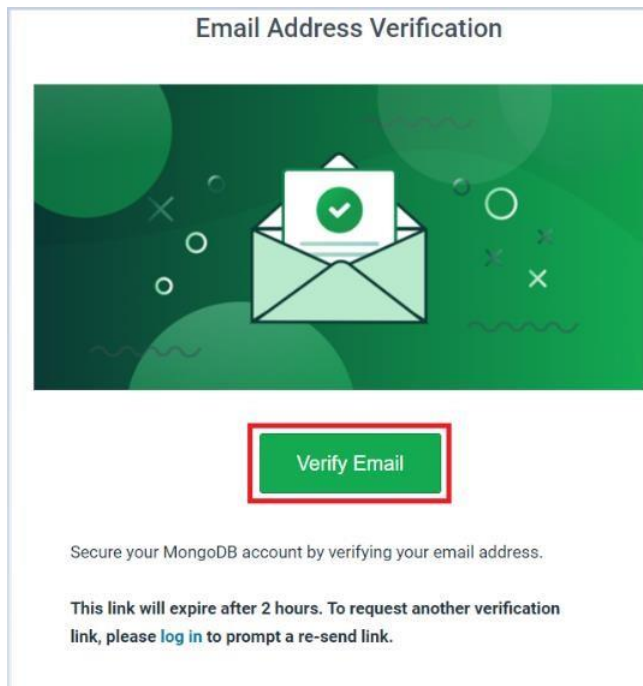 Email Address Verification
Verify Email
Secure your MongoDB account by verifying your email address.
This link will expire after 2 hours. To request another verification
link, please log in to prompt a re-send link.